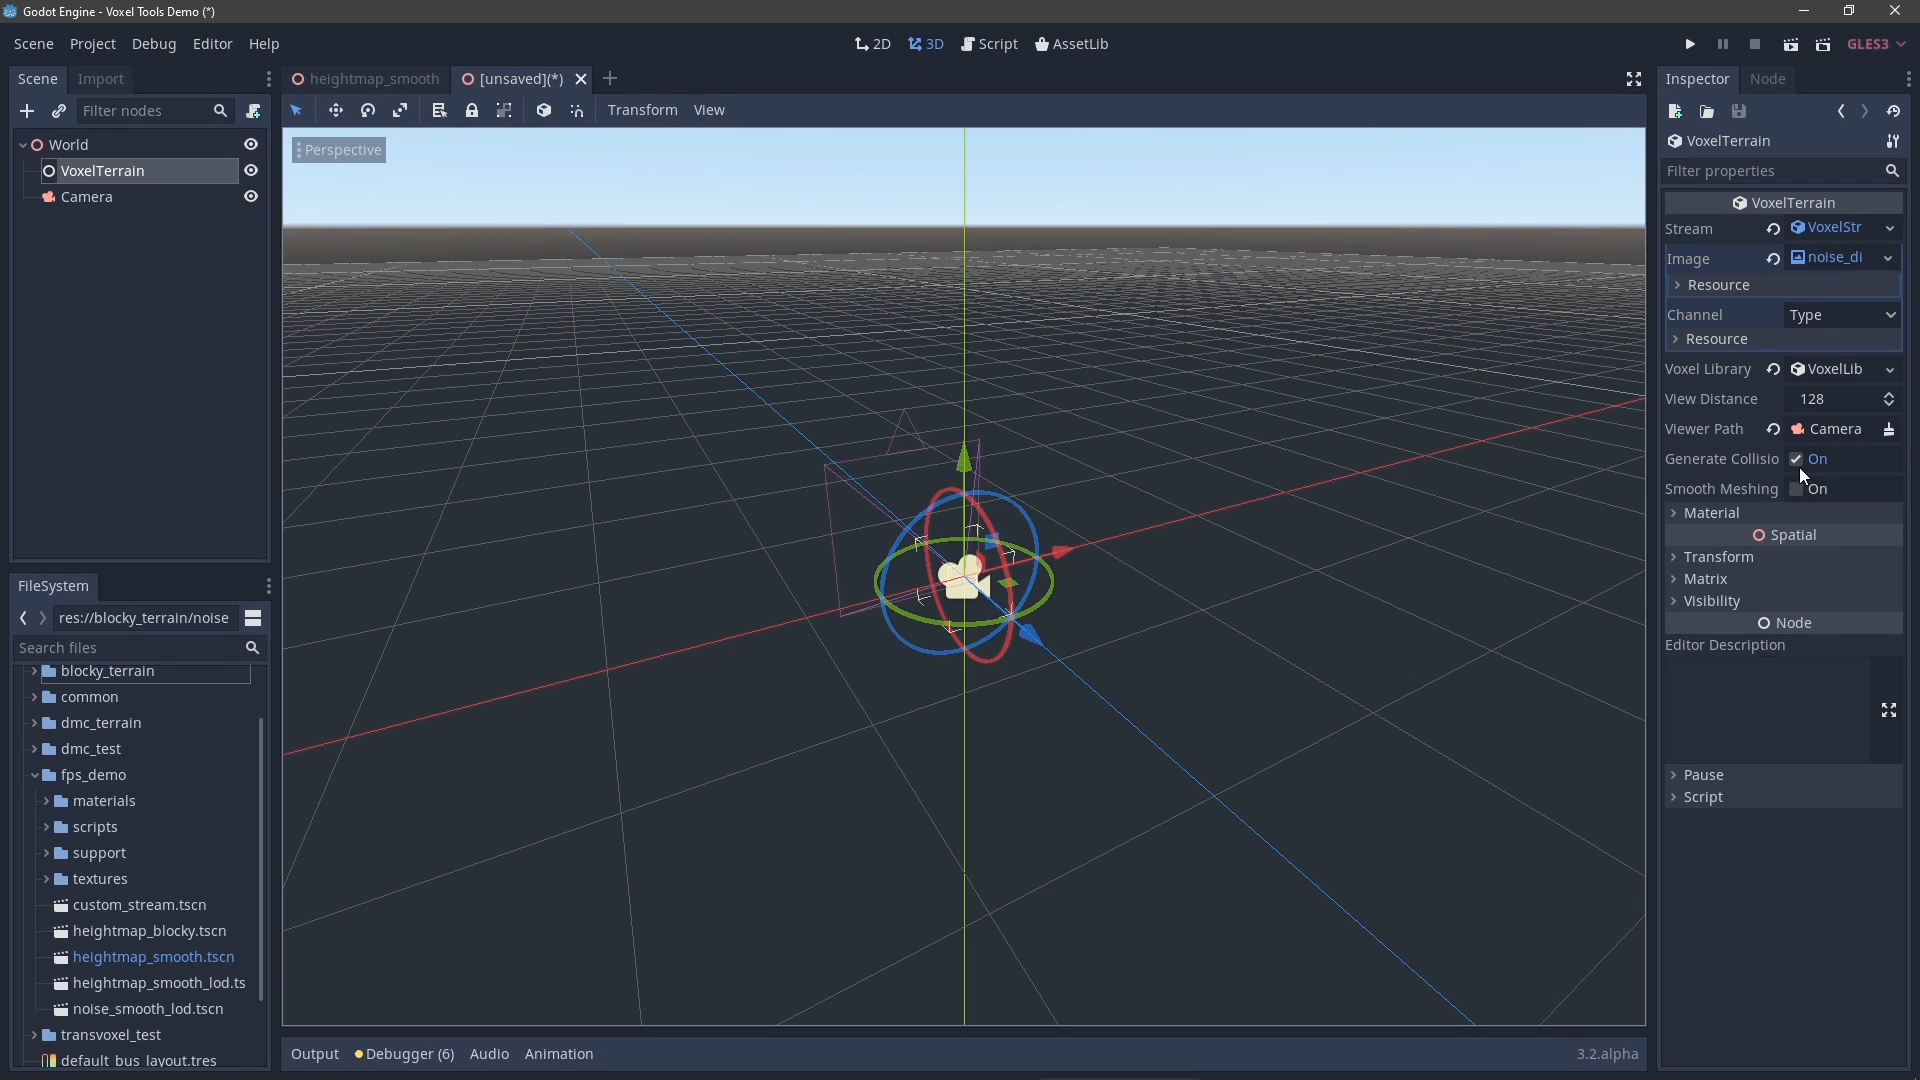 Godot Engine - Voxel Tools Demo (*)
Scene Project Debug Editor Help
2D 3D Script AssetLib
GLES3
Scene Import
Filter nodes
World
VoxelTerrain
Camera
FileSystem
res://blocky_terrain/noise
Search files
blocky_terrain
common
dmc_terrain
dmc_test
fps_demo
materials
scripts
support
textures
custom_stream.tscn
heightmap_blocky.tscn
heightmap_smooth.tscn
heightmap_smooth_lod.ts
noise_smooth_lod.tscn
transvoxel_test
default_bus_layout.tres
heightmap_smooth [unsaved](*)
Transform View
Perspective
Output Debugger (6) Audio Animation
3.2.alpha
Inspector Node
VoxelTerrain
Filter properties
VoxelTerrain
Stream VoxelStr
Image noise_di
Resource
Channel Type
Resource
Voxel Library VoxelLib
View Distance 128
Viewer Path Camera
Generate Collisio On
Smooth Meshing On
Material
Spatial
Transform
Matrix
Visibility
Node
Editor Description
Pause
Script